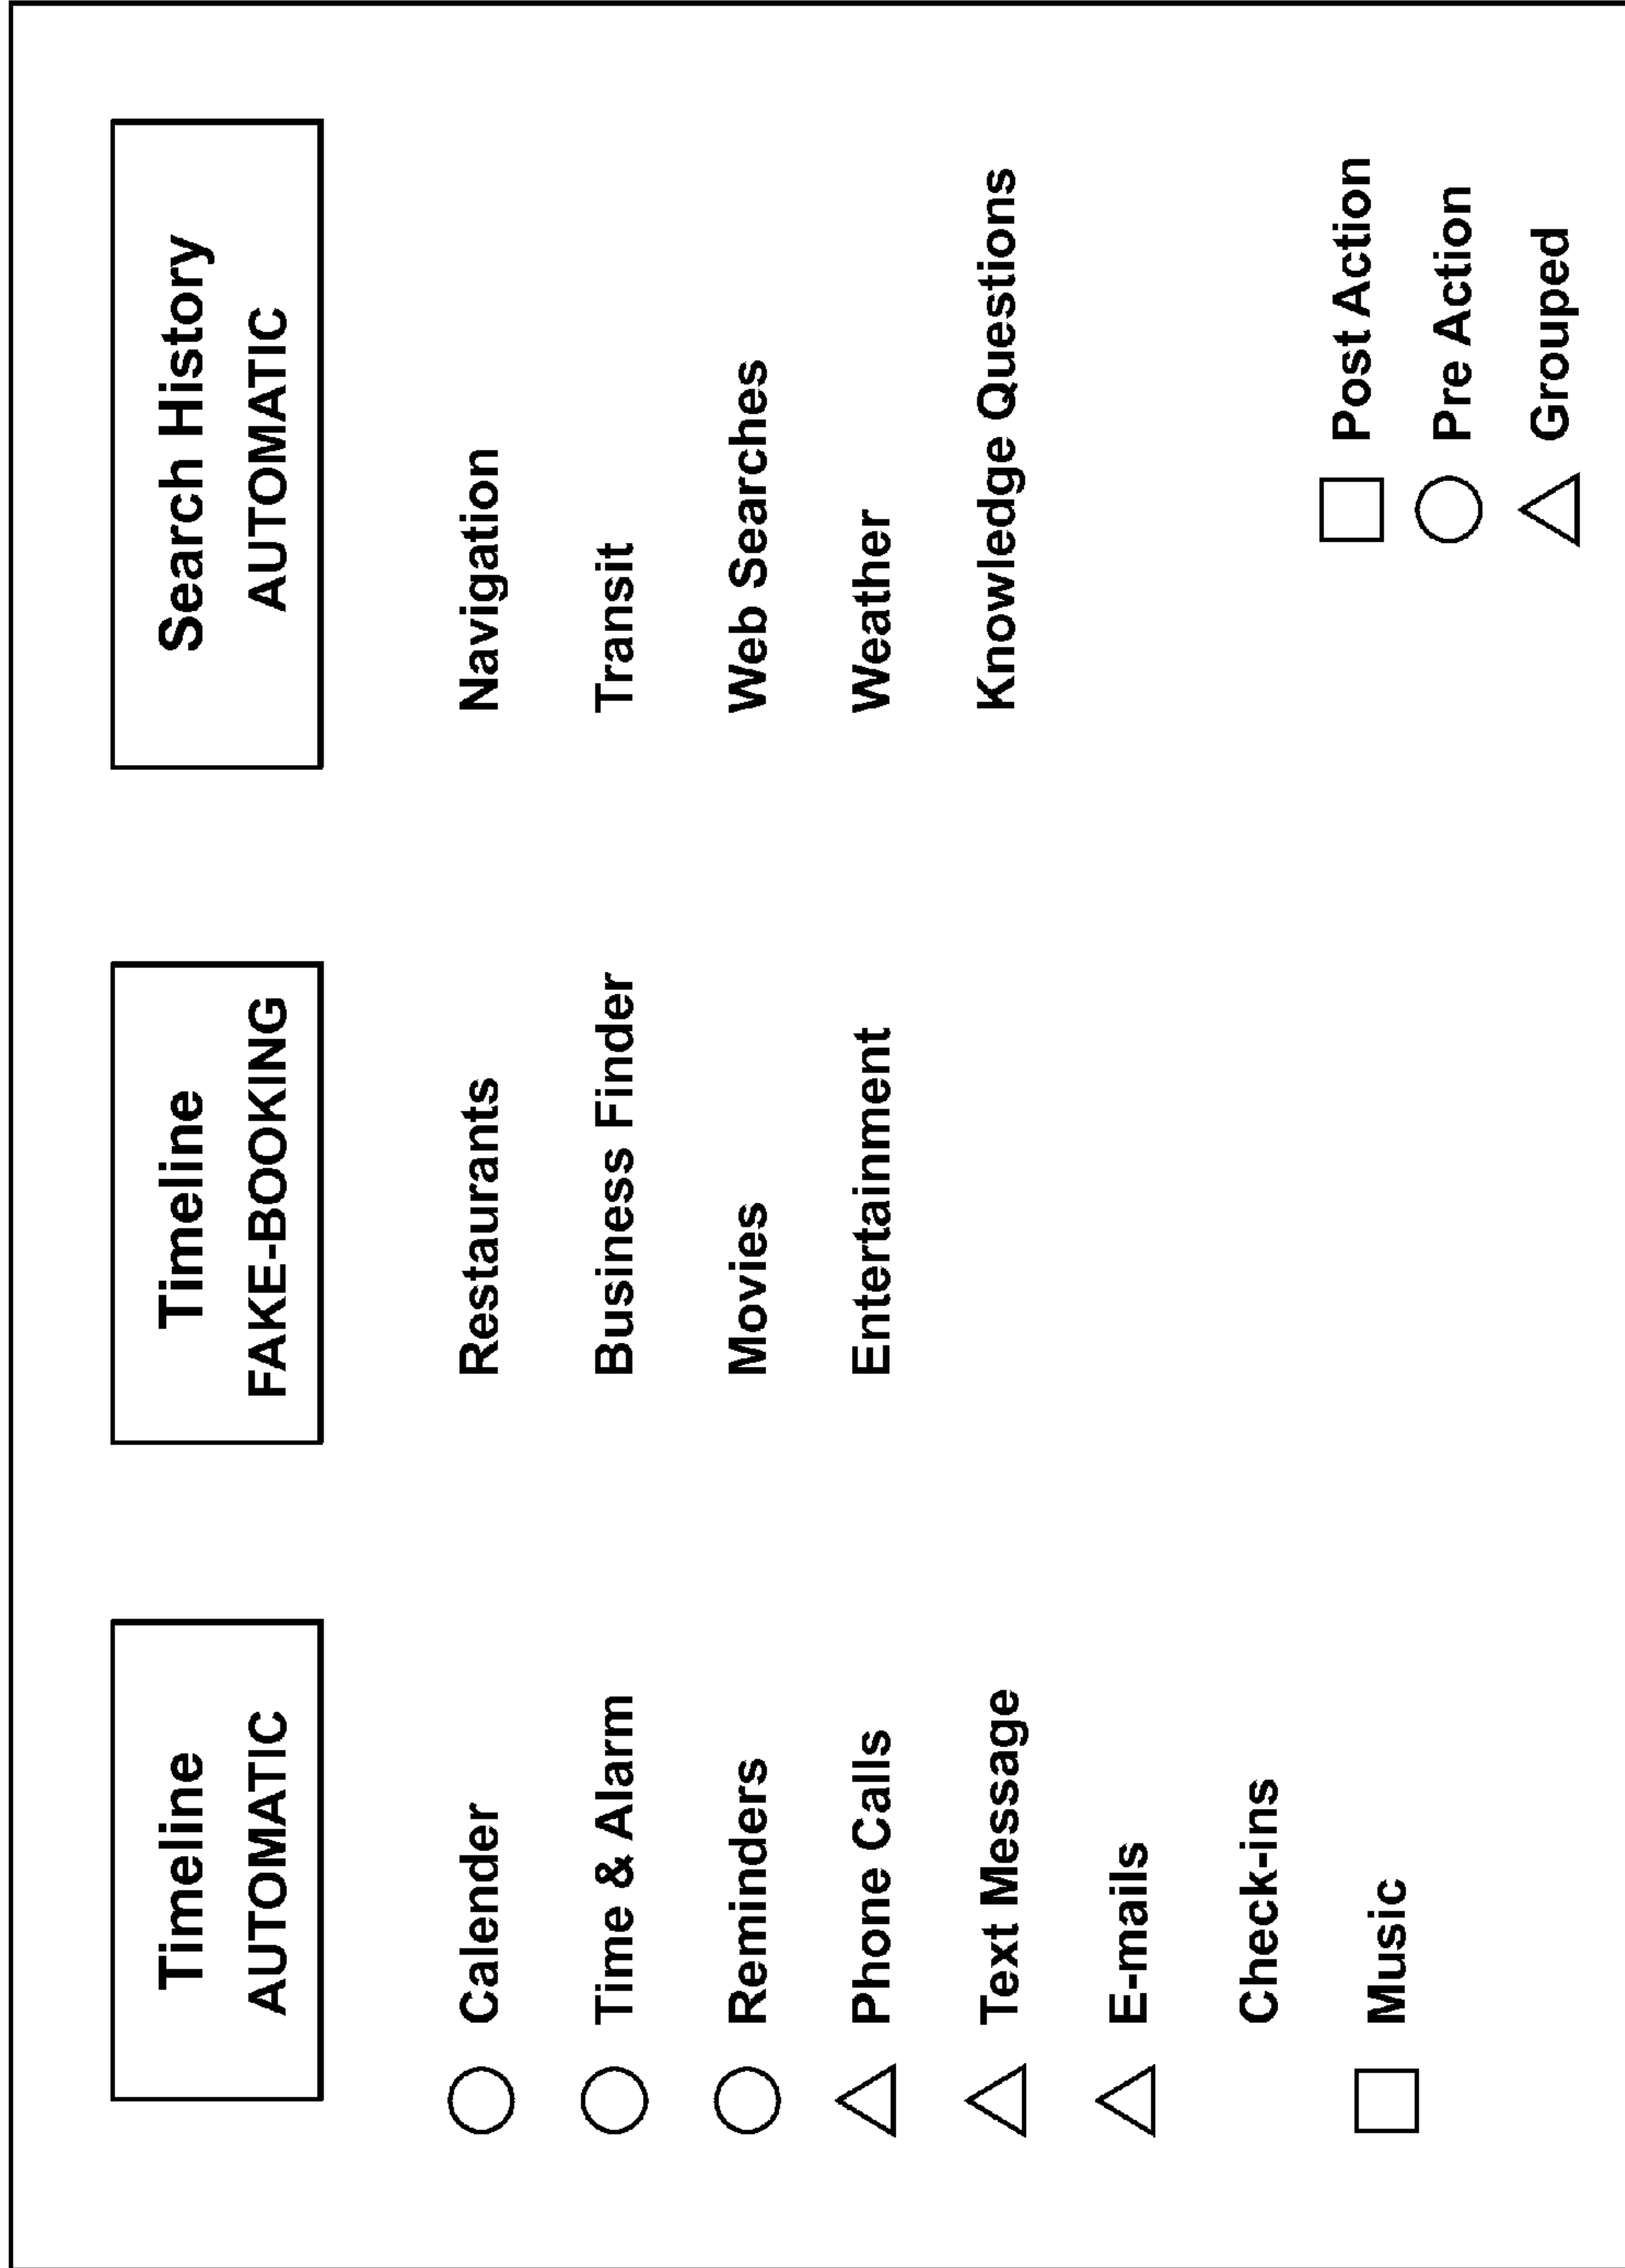 Timeline
AUTOMATIC
Calender
Time & Alarm
Reminders
Phone Calls
Text Message
E-mails
Check-ins
Music
Timeline
FAKE-BOOKING
Restaurants
Business Finder
Movies
Entertainment
Search History
AUTOMATIC
Navigation
Transit
Web Searches
Weather
Knowledge Questions
Post Action
Pre Action
Grouped